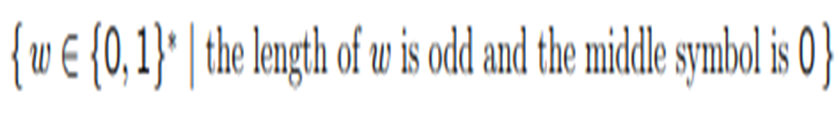 { w ∈ {0, 1}* | the length of w is odd and the middle symbol is 0 }